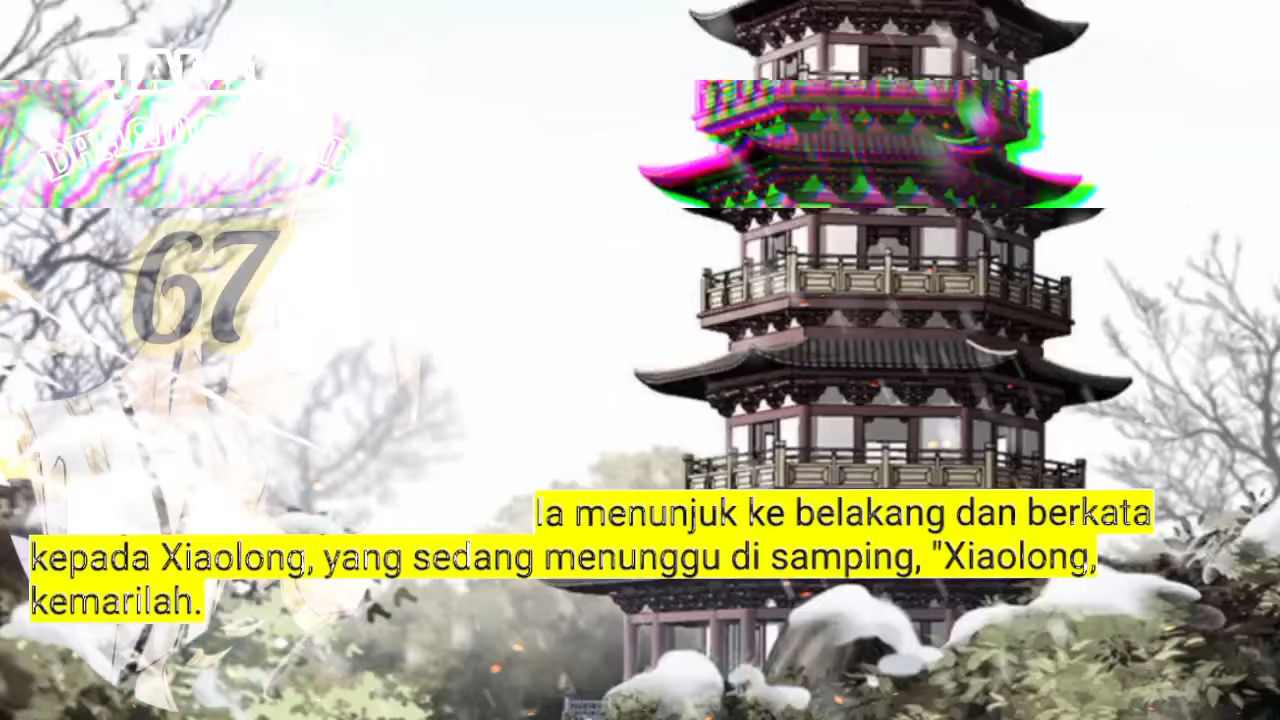 67
Ia menunjuk ke belakang dan berkata
kepada Xiaolong, yang sedang menunggu di samping, "Xiaolong,
kemarilah.